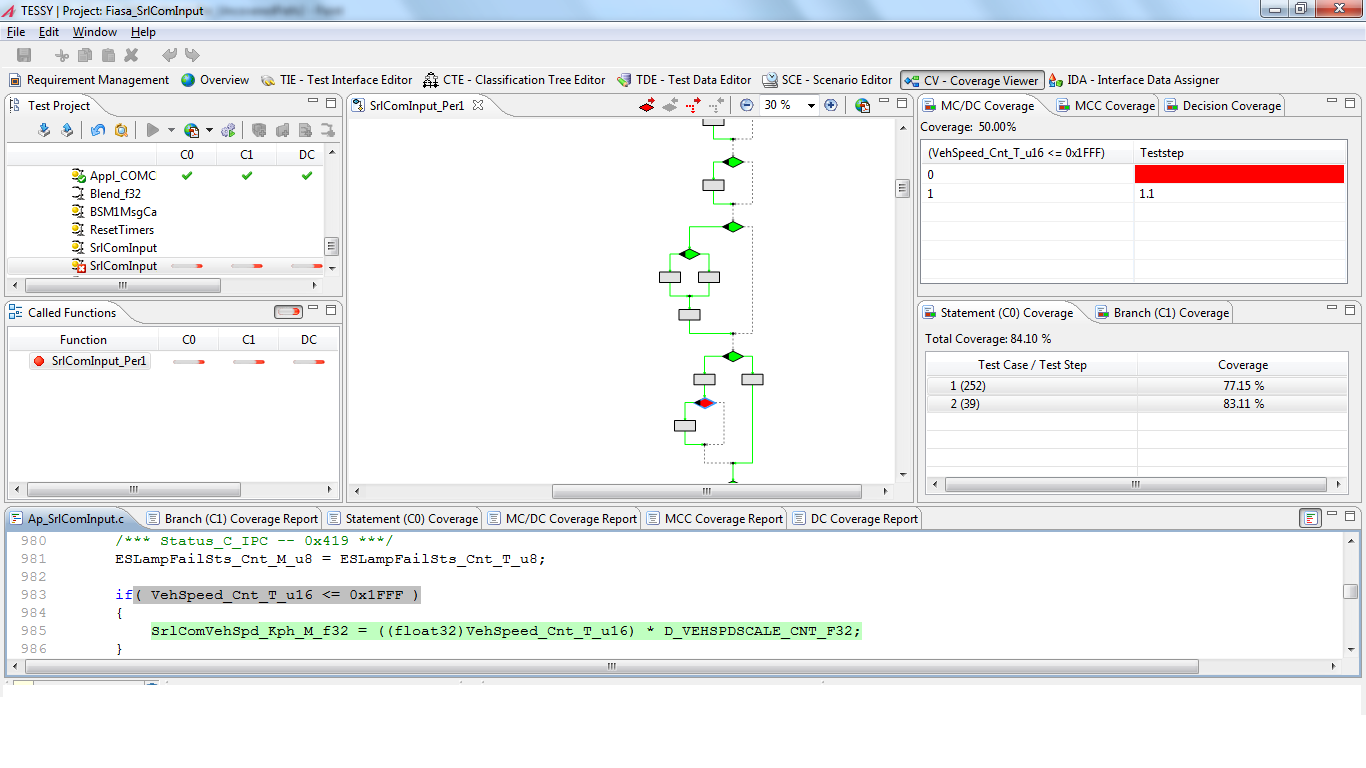 TESSY | Project: Fiasa_SrlComInput
File Edit Window Help
Requirement Management Overview TIE - Test Interface Editor CTE - Classification Tree Editor TDE - Test Data Editor SCE - Scenario Editor CV - Coverage Viewer IDA - Interface Data Assigner
Test Project
C0 C1 DC
Appl_COMC
Blend_f32
BSM1MsgCa
ResetTimers
SrlComInput
SrlComInput
Called Functions
Function C0 C1 DC
SrlComInput_Per1
SrlComInput_Per1
30 %
MC/DC Coverage MCC Coverage Decision Coverage
Coverage: 50.00%
(VehSpeed_Cnt_T_u16 <= 0x1FFF) Teststep
0
1 1.1
Statement (C0) Coverage Branch (C1) Coverage
Total Coverage: 84.10 %
Test Case / Test Step Coverage
1 (252) 77.15 %
2 (39) 83.11 %
Ap_SrlComInput.c Branch (C1) Coverage Report Statement (C0) Coverage MC/DC Coverage Report MCC Coverage Report DC Coverage Report
980 /*** Status_C_IPC -- 0x419 ***/
981 ESLampFailSts_Cnt_M_u8 = ESLampFailSts_Cnt_T_u8;
982
983 if( VehSpeed_Cnt_T_u16 <= 0x1FFF )
984 {
985 SrlComVehSpd_Kph_M_f32 = ((float32)VehSpeed_Cnt_T_u16) * D_VEHSPDSCALE_CNT_F32;
986 }